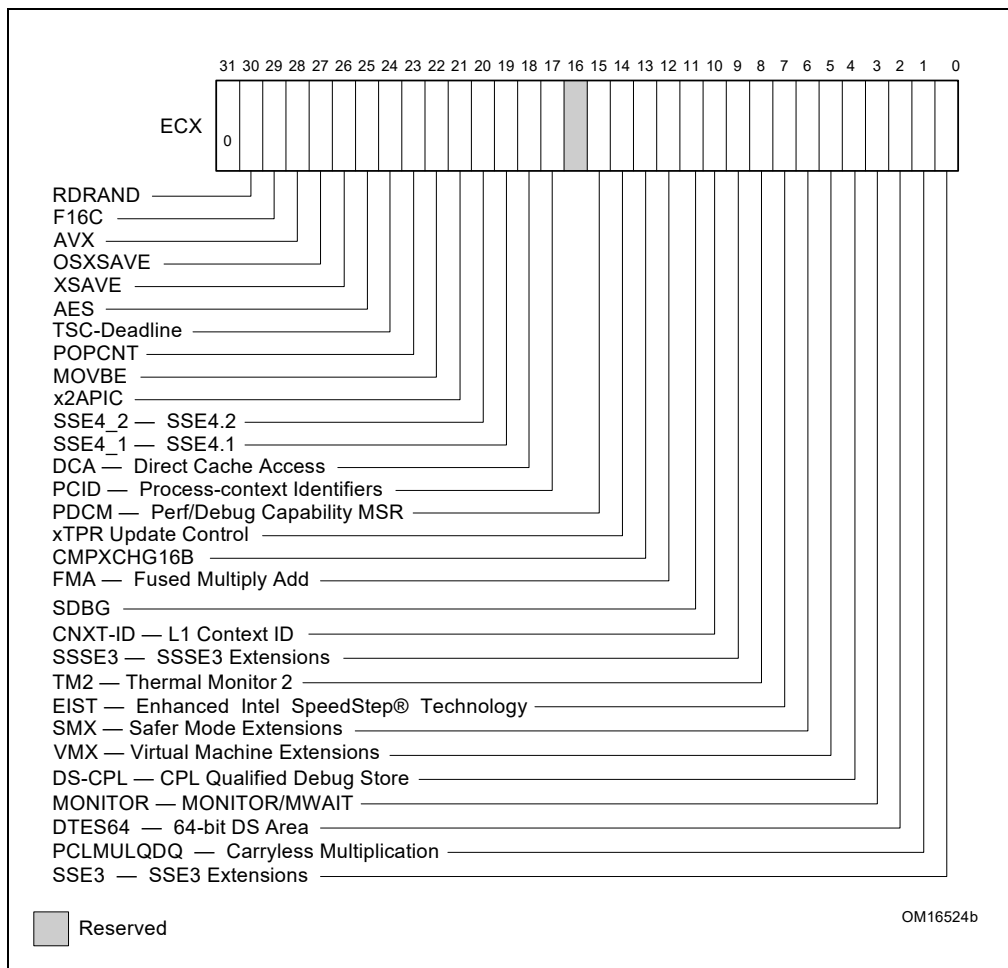 31 30 29 28 27 26 25 24 23 22 21 20 19 18 17 16 15 14 13 12 11 10 9 8 7 6 5 4 3 2 1 0
ECX
0
RDRAND
F16C
AVX
OSXSAVE
XSAVE
AES
TSC-Deadline
POPCNT
MOVBE
x2APIC
SSE4_2 — SSE4.2
SSE4_1 — SSE4.1
DCA — Direct Cache Access
PCID — Process-context Identifiers
PDCM — Perf/Debug Capability MSR
xTPR Update Control
CMPXCHG16B
FMA — Fused Multiply Add
SDBG
CNXT-ID — L1 Context ID
SSSE3 — SSSE3 Extensions
TM2 — Thermal Monitor 2
EIST — Enhanced Intel SpeedStep® Technology
SMX — Safer Mode Extensions
VMX — Virtual Machine Extensions
DS-CPL — CPL Qualified Debug Store
MONITOR — MONITOR/MWAIT
DTES64 — 64-bit DS Area
PCLMULQDQ — Carryless Multiplication
SSE3 — SSE3 Extensions
Reserved
OM16524b